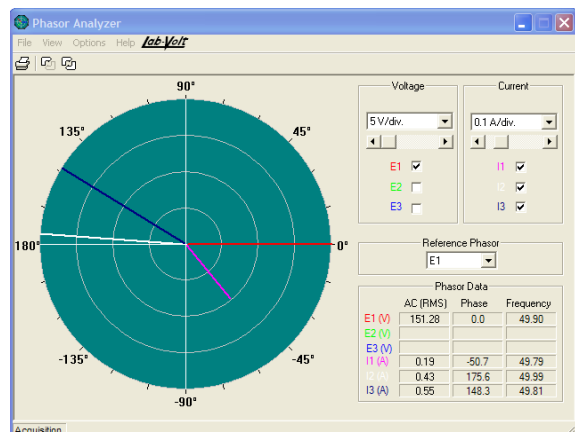 Phasor Analyzer
File View Options Help Lab-Volt
90°
135° 45°
180° 0°
-135° -45°
-90°
Voltage
5 V/div.
E1
E2
E3
Current
0.1 A/div.
I1
I2
I3
Reference Phasor
E1
Phasor Data
AC (RMS) Phase Frequency
E1 (V) 151.28 0.0 49.90
E2 (V)
E3 (V)
I1 (A) 0.19 -50.7 49.79
I2 (A) 0.43 175.6 49.99
I3 (A) 0.55 148.3 49.81
Acquisition